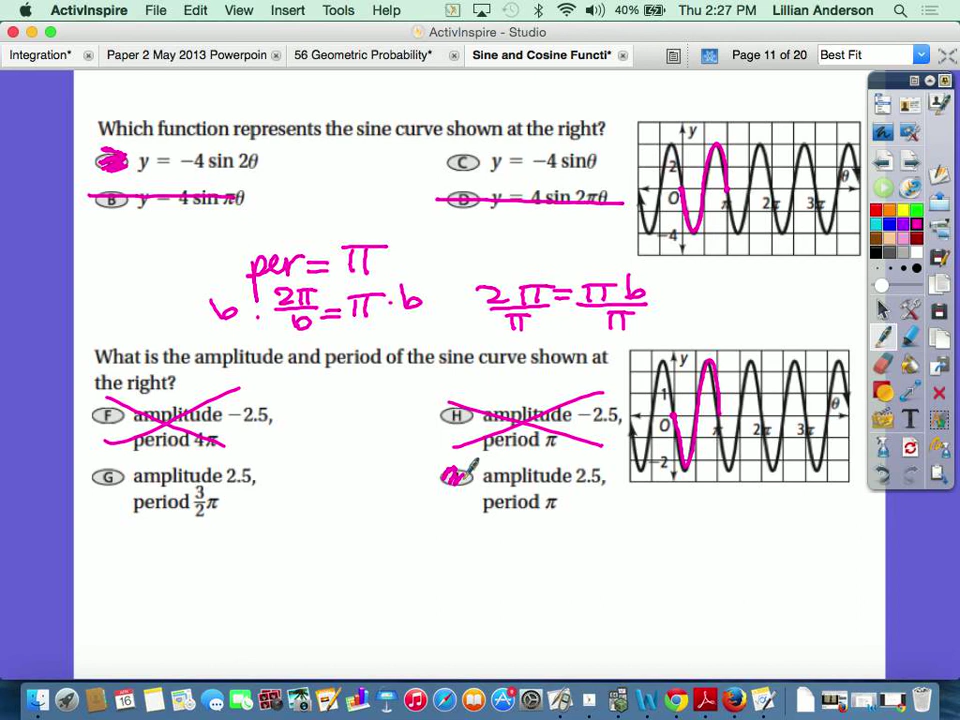 ActivInspire File Edit View Insert Tools Help 40% Thu 2:27 PM Lillian Anderson
ActivInspire - Studio
Integration* Paper 2 May 2013 Powerpoin 56 Geometric Probability* Sine and Cosine Functi* Page 11 of 20 Best Fit
Which function represents the sine curve shown at the right?
y = −4 sin 2θ
C y = −4 sinθ
B y = 4 sin πθ
D y = 4 sin 2πθ
y
2
O π 2π 3π θ
−4
per = π
b · 2π/b = π · b
2π/π = πb/π
What is the amplitude and period of the sine curve shown at
the right?
F amplitude −2.5,
period 4π
H amplitude −2.5,
period π
G amplitude 2.5,
period 3/2 π
amplitude 2.5,
period π
y
1
O π 2π 3π θ
−2